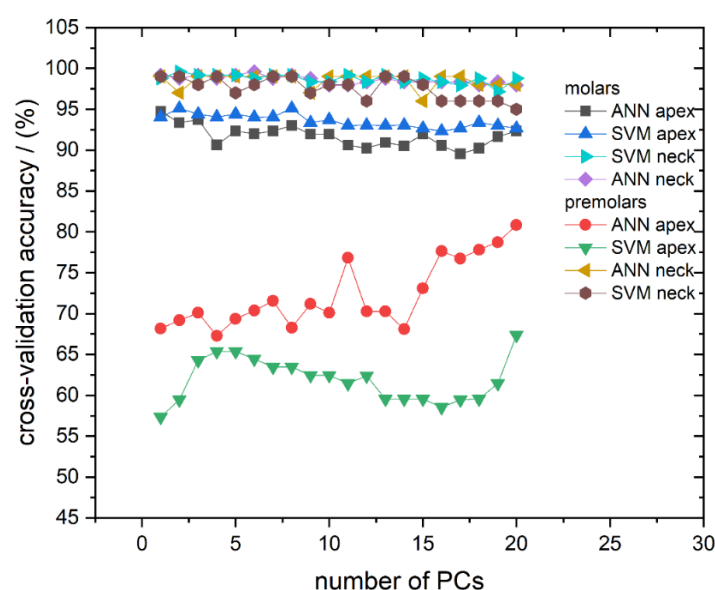 cross-validation accuracy / (%)
105
100
95
90
85
80
75
70
65
60
55
50
45
molars
ANN apex
SVM apex
SVM neck
ANN neck
premolars
ANN apex
SVM apex
ANN neck
SVM neck
0 5 10 15 20 25 30
number of PCs